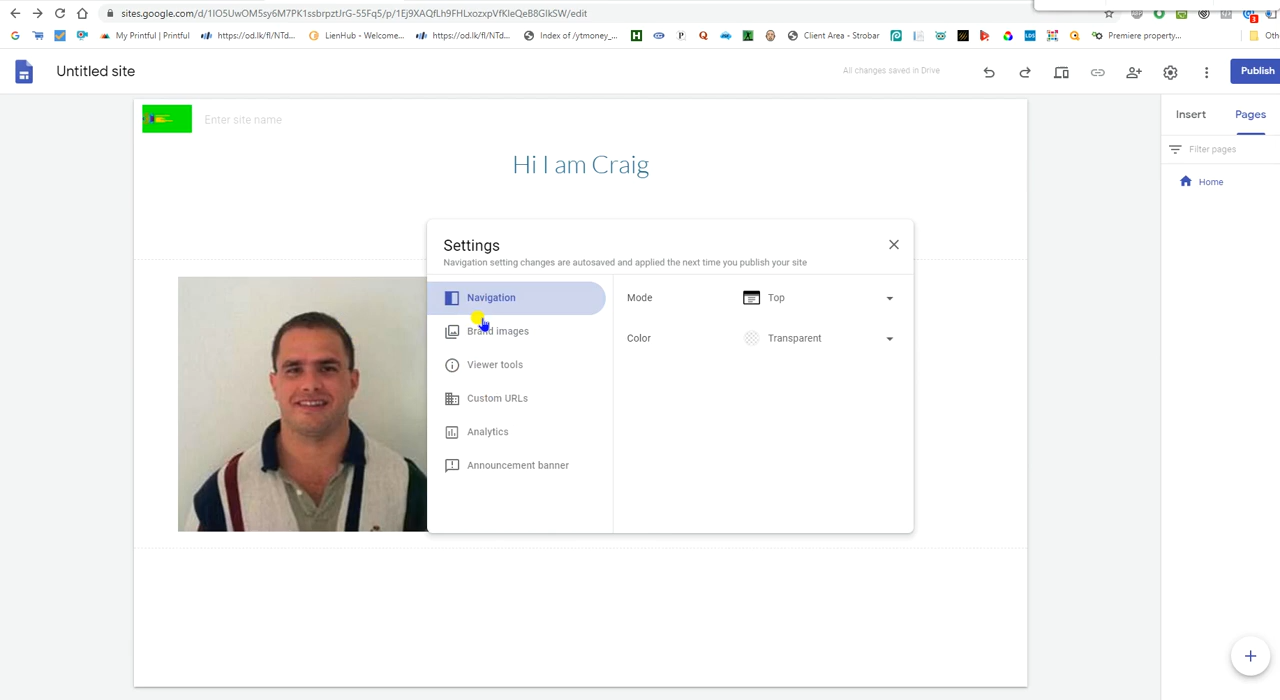 sites.google.com/d/1IO5UwOM5sy6M7PK1ssbrpztJrG-55Fq5/p/1Ej9XAQfLh9FHLxozxpVfKIeQeB8GIkSW/edit
My Printful | Printful
https://od.lk/fl/NTd...
LienHub - Welcome...
https://od.lk/fl/NTd...
Index of /ytmoney_...
Client Area - Strobar
Premiere property...
Oth
Untitled site
All changes saved in Drive
Publish
Enter site name
Insert
Pages
Filter pages
Home
Hi I am Craig
Settings
Navigation setting changes are autosaved and applied the next time you publish your site
Navigation
Mode
Top
Brand images
Color
Transparent
Viewer tools
Custom URLs
Analytics
Announcement banner